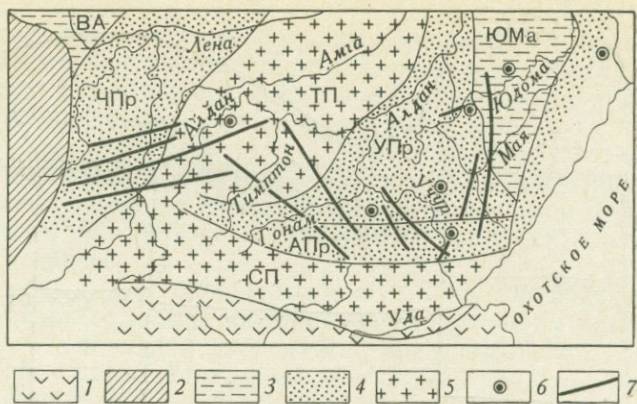 ВА
Лена
ЮМа
Амга
ЧПр
ТП
Юдома
Алдан
Алдан
УПр
Мая
Тимптон
Учур
Гонам
АПр
СП
Уда
ОХОТСКОЕ МОРЕ
1 2 3 4 5 6 7